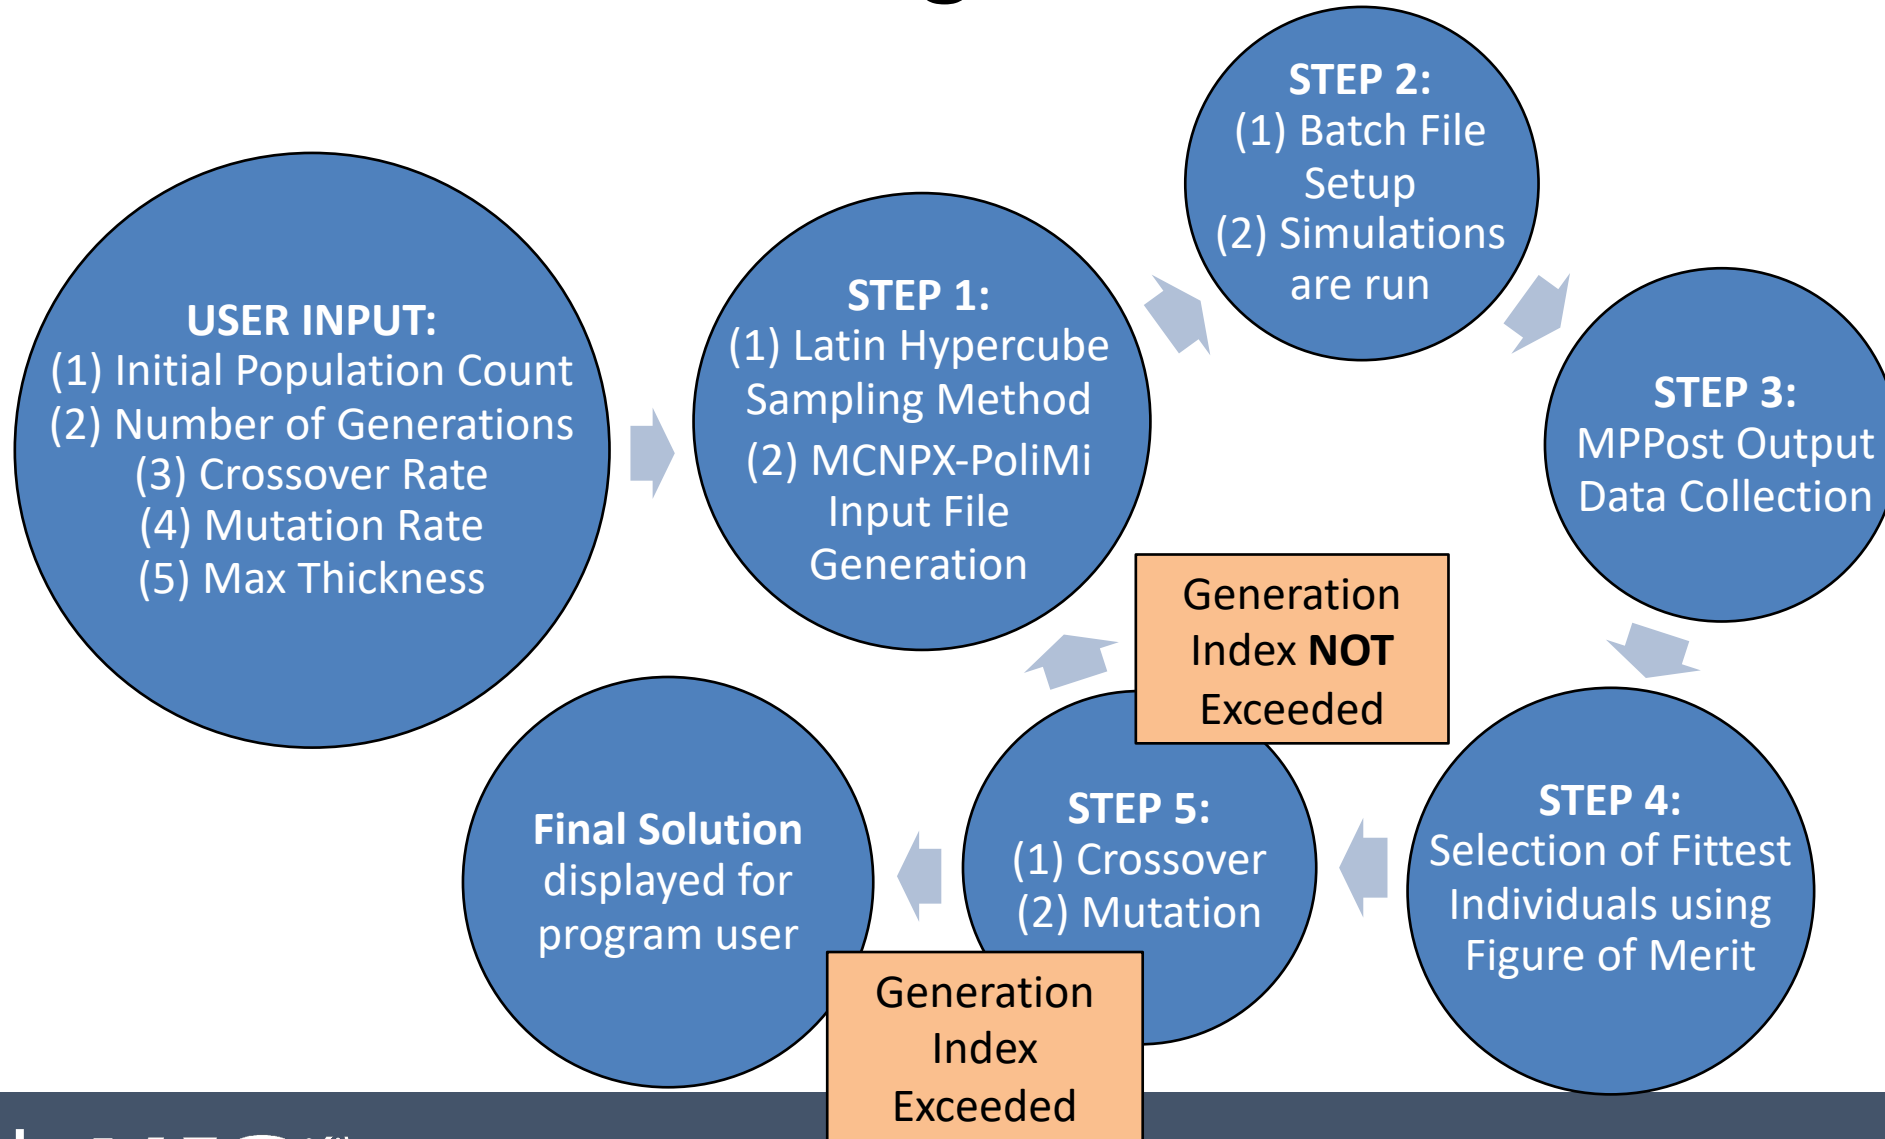 USER INPUT:
(1) Initial Population Count
(2) Number of Generations
(3) Crossover Rate
(4) Mutation Rate
(5) Max Thickness
STEP 1:
(1) Latin Hypercube
Sampling Method
(2) MCNPX-PoliMi
Input File
Generation
STEP 2:
(1) Batch File
Setup
(2) Simulations
are run
STEP 3:
MPPost Output
Data Collection
STEP 4:
Selection of Fittest
Individuals using
Figure of Merit
STEP 5:
(1) Crossover
(2) Mutation
Generation
Index NOT
Exceeded
Generation
Index
Exceeded
Final Solution
displayed for
program user